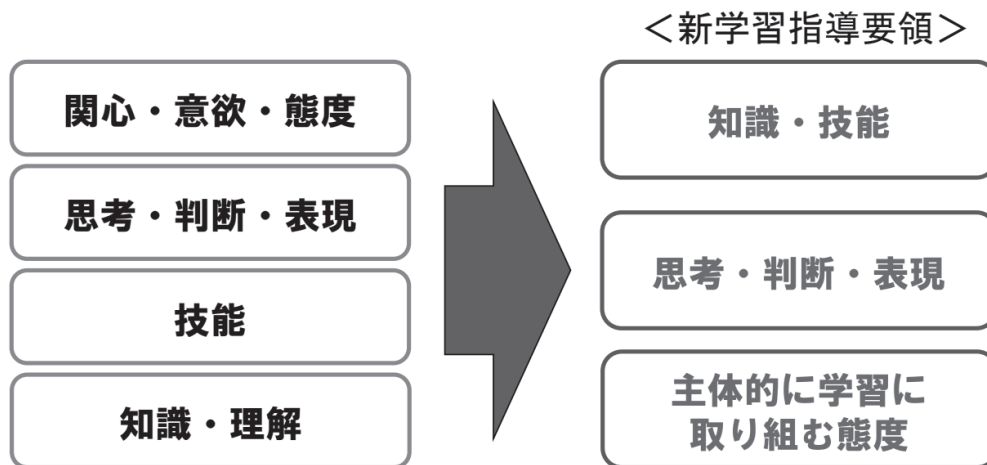 ＜新学習指導要領＞
関心・意欲・態度
思考・判断・表現
技能
知識・理解
知識・技能
思考・判断・表現
主体的に学習に
取り組む態度